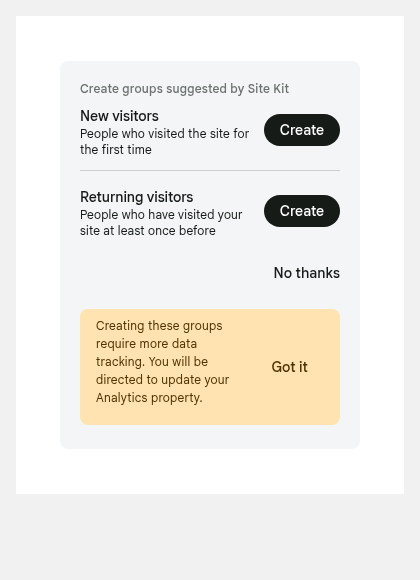 Create groups suggested by Site Kit
New visitors
People who visited the site for
the first time
Create
Returning visitors
People who have visited your
site at least once before
Create
No thanks
Creating these groups
require more data
tracking. You will be
directed to update your
Analytics property.
Got it